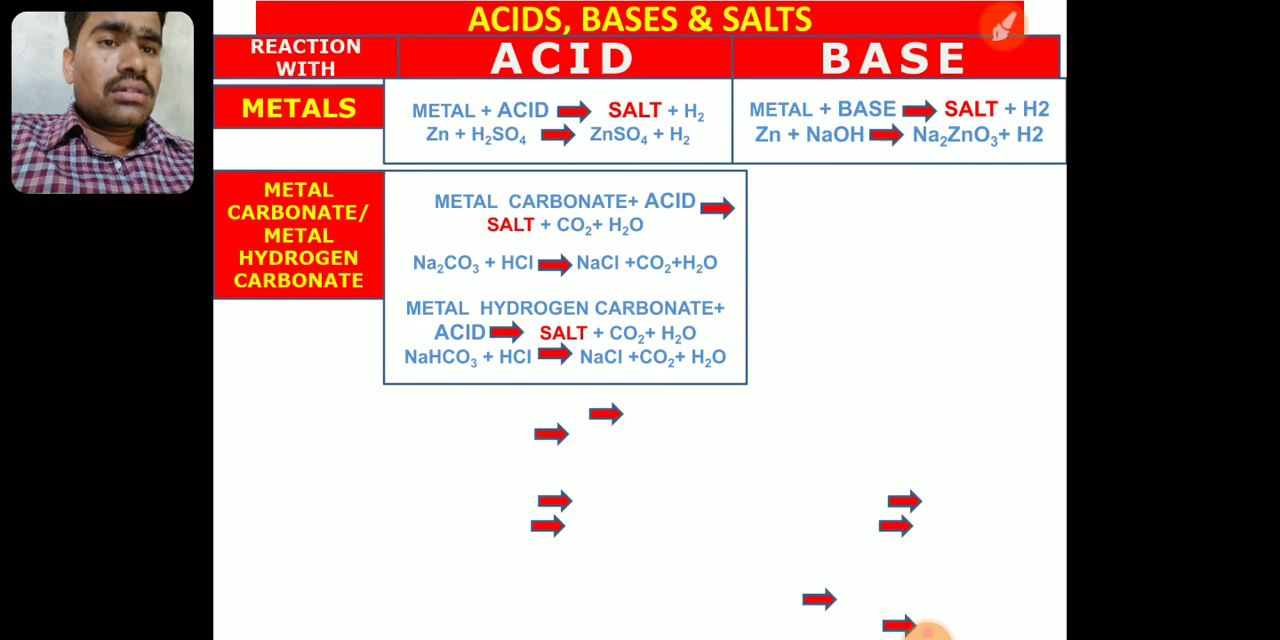 ACIDS, BASES & SALTS
REACTION WITH
ACID
BASE
METALS
METAL + ACID SALT + H₂
Zn + H₂SO₄ ZnSO₄ + H₂
METAL + BASE SALT + H2
Zn + NaOH Na₂ZnO₃+ H2
METAL
CARBONATE/
METAL
HYDROGEN
CARBONATE
METAL CARBONATE+ ACID
SALT + CO₂+ H₂O
Na₂CO₃ + HCl NaCl +CO₂+H₂O
METAL HYDROGEN CARBONATE+
ACID SALT + CO₂+ H₂O
NaHCO₃ + HCl NaCl +CO₂+ H₂O